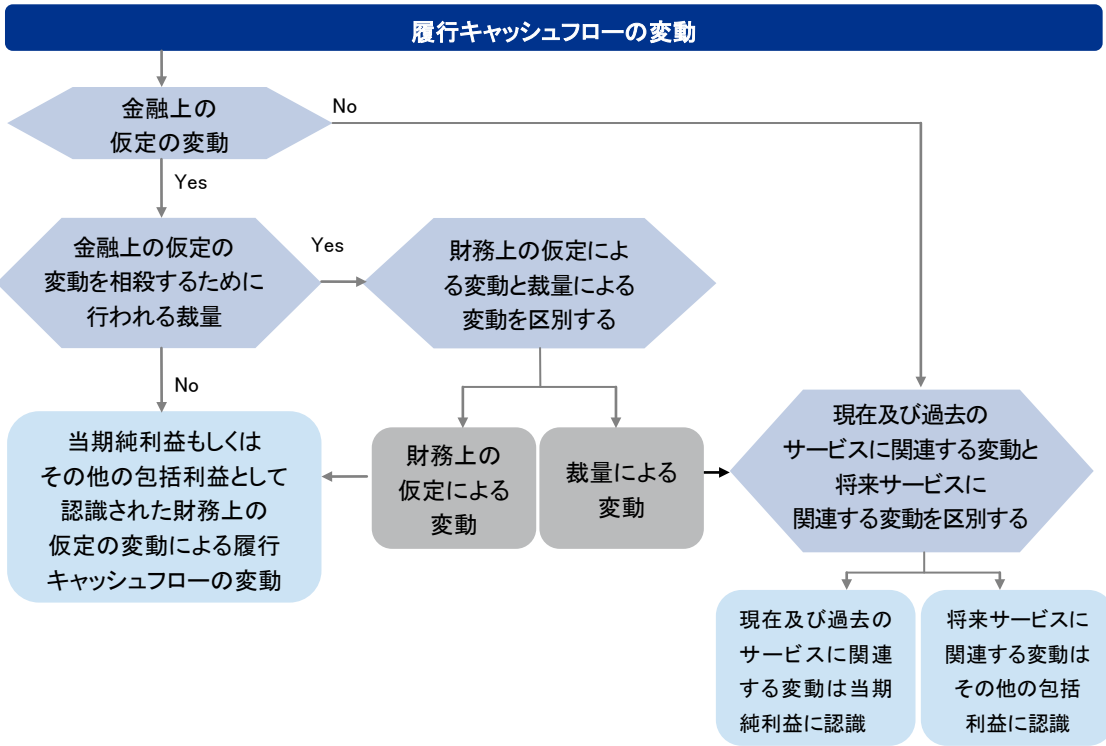 履行キャッシュフローの変動
金融上の
仮定の変動
No
Yes
金融上の仮定の
変動を相殺するために
行われる裁量
Yes
財務上の仮定によ
る変動と裁量による
変動を区別する
No
当期純利益もしくは
その他の包括利益として
認識された財務上の
仮定の変動による履行
キャッシュフローの変動
財務上の
仮定による
変動
裁量による
変動
現在及び過去の
サービスに関連する変動と
将来サービスに
関連する変動を区別する
現在及び過去の
サービスに関連
する変動は当期
純利益に認識
将来サービスに
関連する変動は
その他の包括
利益に認識